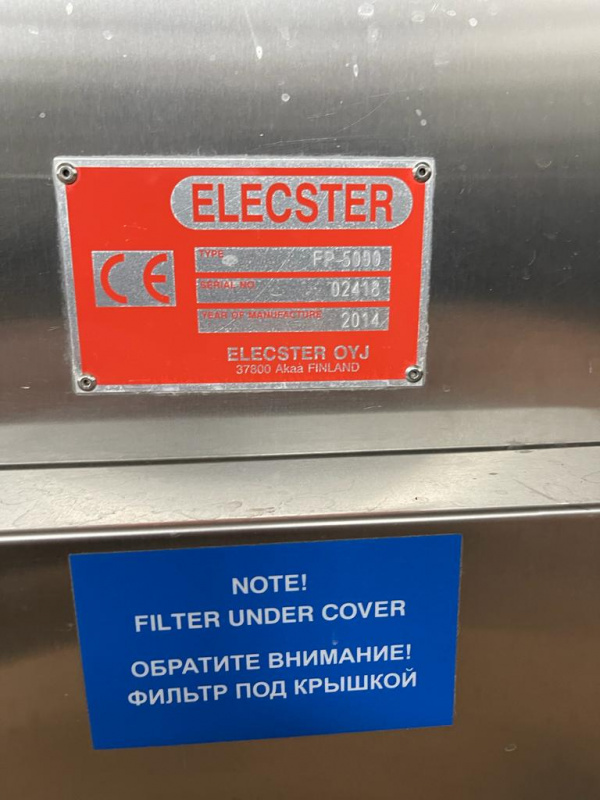 ELECSTER
CE
TYPE FP-5000
SERIAL NO. 02418
YEAR OF MANUFACTURE 2014
ELECSTER OYJ
37800 Akaa FINLAND
NOTE!
FILTER UNDER COVER
ОБРАТИТЕ ВНИМАНИЕ!
ФИЛЬТР ПОД КРЫШКОЙ